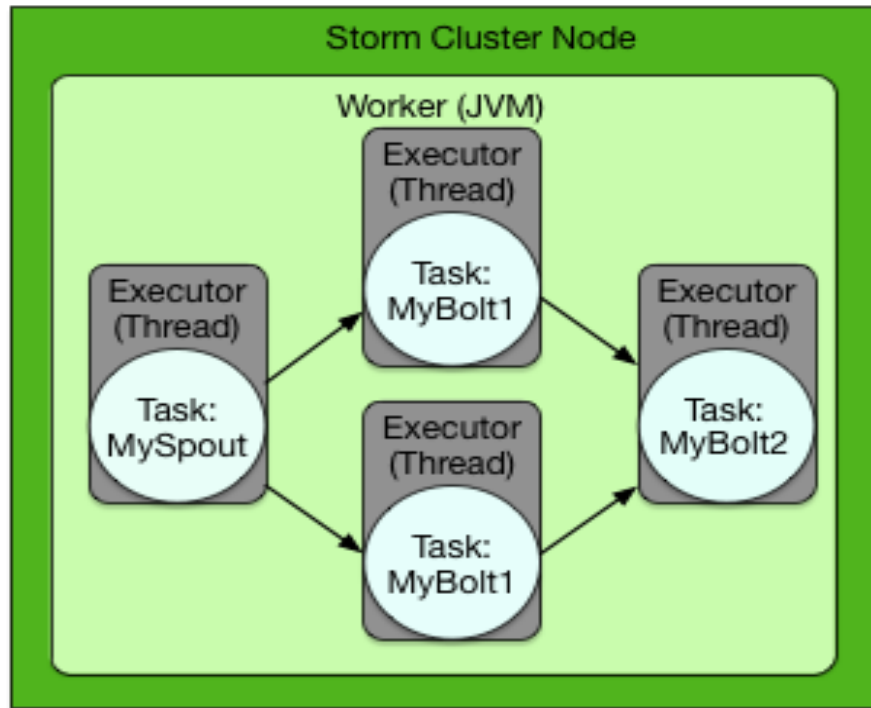 Storm Cluster Node
Worker (JVM)
Executor
(Thread)
Task:
MyBolt1
Executor
(Thread)
Task:
MySpout
Executor
(Thread)
Task:
MyBolt2
Executor
(Thread)
Task:
MyBolt1